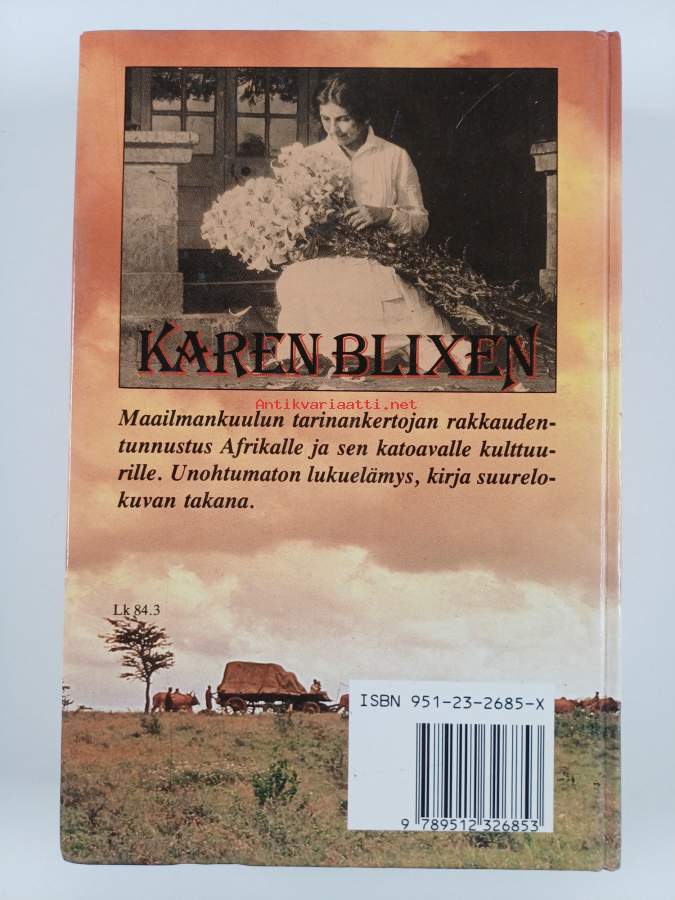 KAREN BLIXEN
Antikvariaatti.net
Maailmankuulun tarinankertojan rakkauden-
tunnustus Afrikalle ja sen katoavalle kulttuu-
rille. Unohtumaton lukuelämys, kirja suurelo-
kuvan takana.
Lk 84.3
ISBN 951-23-2685-X
9 789512 326853